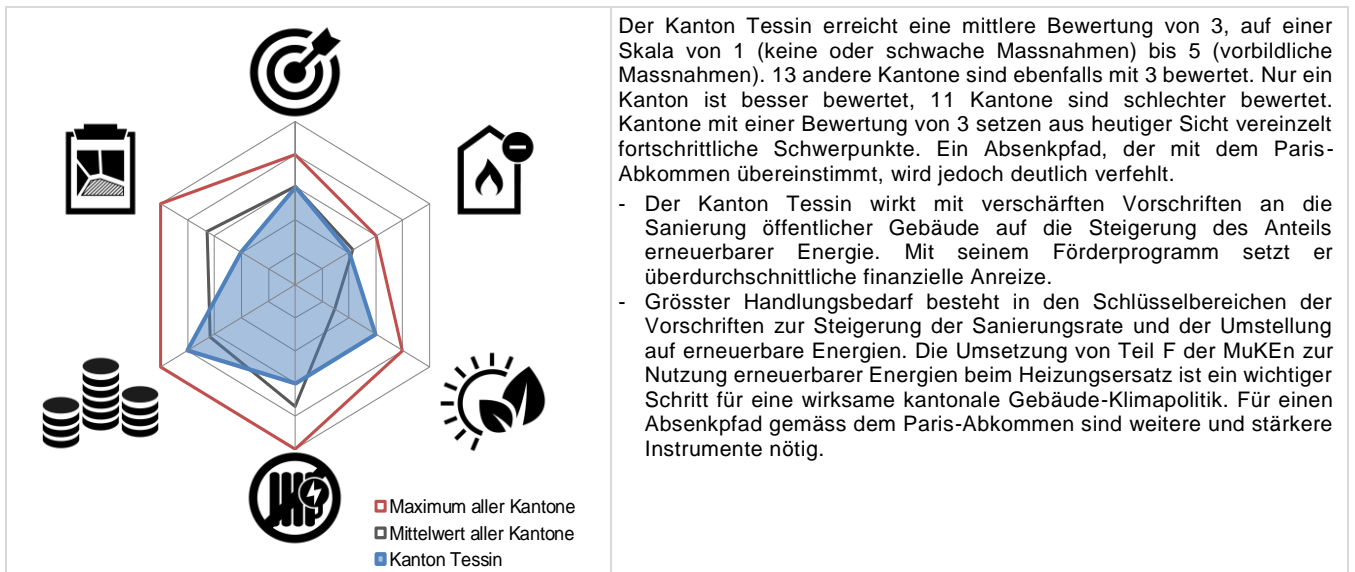 Der Kanton Tessin erreicht eine mittlere Bewertung von 3, auf einer
Skala von 1 (keine oder schwache Massnahmen) bis 5 (vorbildliche
Massnahmen). 13 andere Kantone sind ebenfalls mit 3 bewertet. Nur ein
Kanton ist besser bewertet, 11 Kantone sind schlechter bewertet.
Kantone mit einer Bewertung von 3 setzen aus heutiger Sicht vereinzelt
fortschrittliche Schwerpunkte. Ein Absenkpfad, der mit dem Paris-
Abkommen übereinstimmt, wird jedoch deutlich verfehlt.
- Der Kanton Tessin wirkt mit verschärften Vorschriften an die
Sanierung öffentlicher Gebäude auf die Steigerung des Anteils
erneuerbarer Energie. Mit seinem Förderprogramm setzt er
überdurchschnittliche finanzielle Anreize.
- Grösster Handlungsbedarf besteht in den Schlüsselbereichen der
Vorschriften zur Steigerung der Sanierungsrate und der Umstellung
auf erneuerbare Energien. Die Umsetzung von Teil F der MuKEn zur
Nutzung erneuerbarer Energien beim Heizungsersatz ist ein wichtiger
Schritt für eine wirksame kantonale Gebäude-Klimapolitik. Für einen
Absenkpfad gemäss dem Paris-Abkommen sind weitere und stärkere
Instrumente nötig.
Maximum aller Kantone
Mittelwert aller Kantone
Kanton Tessin